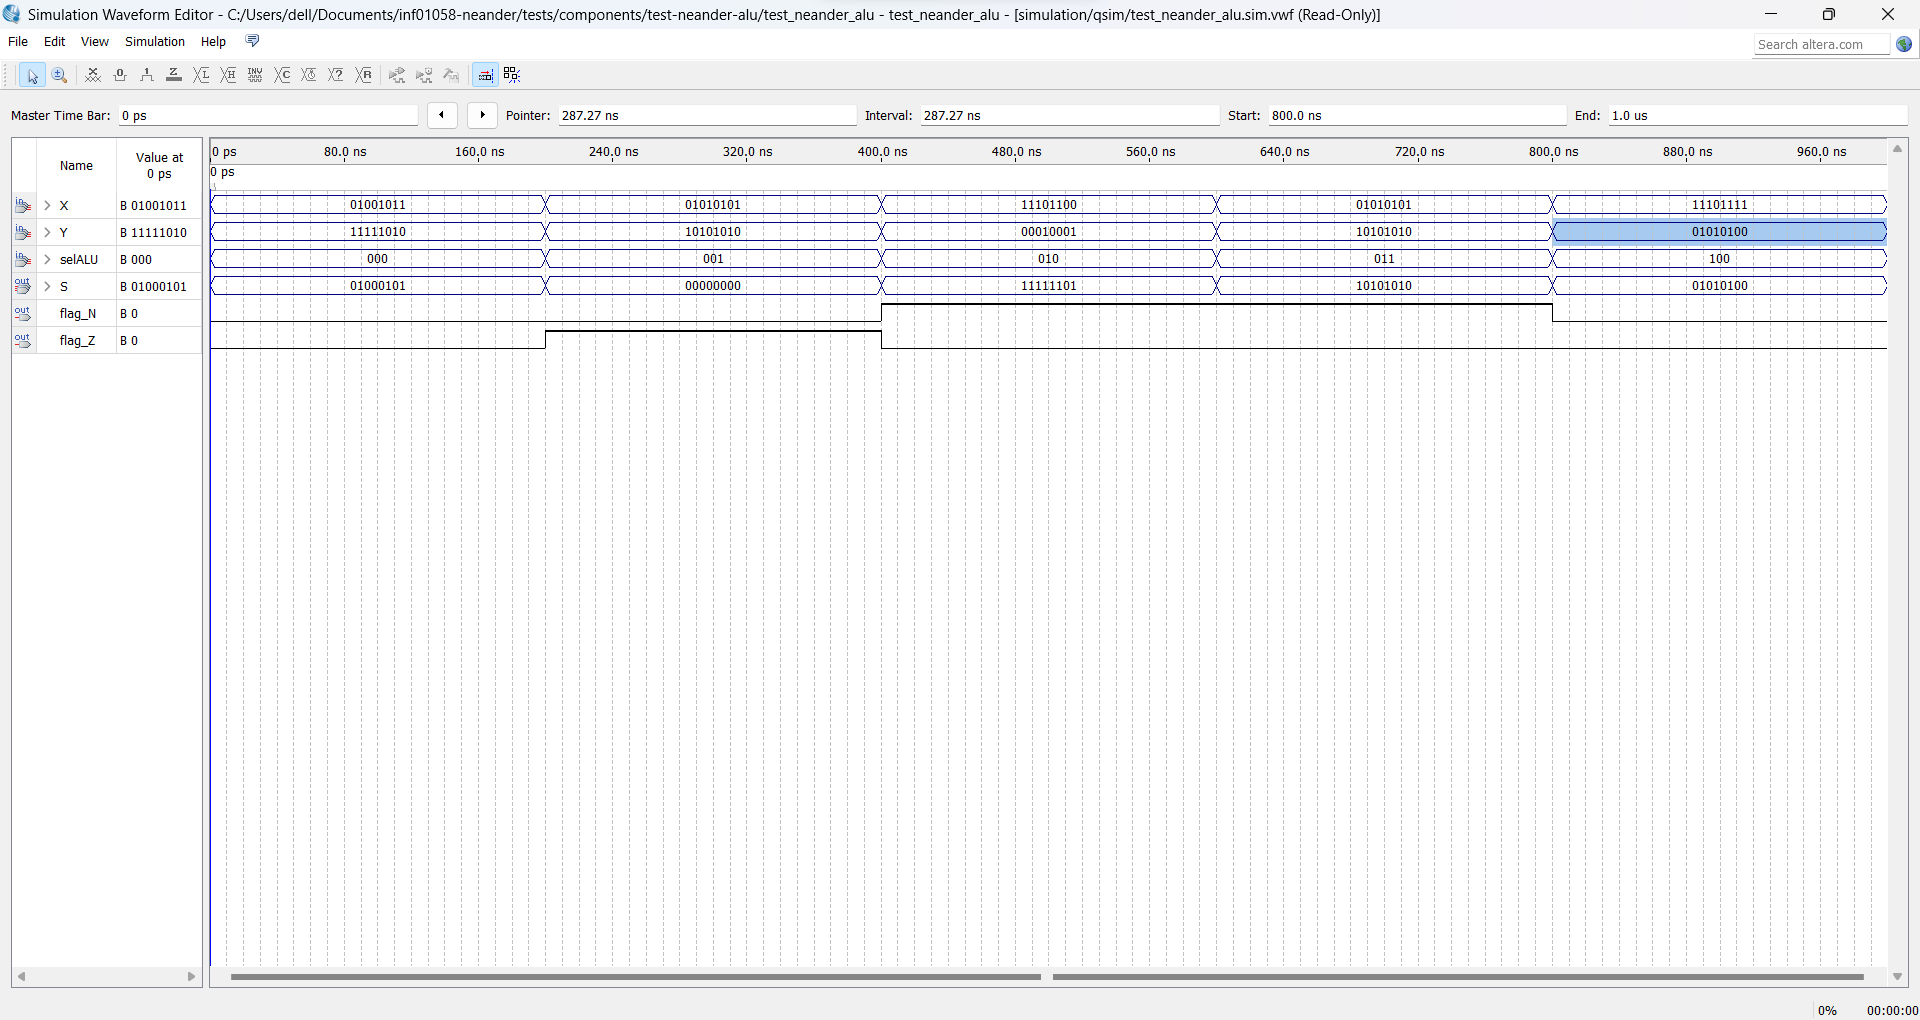 Simulation Waveform Editor - C:/Users/dell/Documents/inf01058-neander/tests/components/test-neander-alu/test_neander_alu - test_neander_alu - [simulation/qsim/test_neander_alu.sim.vwf (Read-Only)]
File Edit View Simulation Help
Search altera.com
Master Time Bar: 0 ps Pointer: 287.27 ns Interval: 287.27 ns Start: 800.0 ns End: 1.0 us
Name Value at 0 ps
0 ps 80.0 ns 160.0 ns 240.0 ns 320.0 ns 400.0 ns 480.0 ns 560.0 ns 640.0 ns 720.0 ns 800.0 ns 880.0 ns 960.0 ns
0 ps
X B 01001011 01001011 01010101 11101100 01010101 11101111
Y B 11111010 11111010 10101010 00010001 10101010 01010100
selALU B 000 000 001 010 011 100
S B 01000101 01000101 00000000 11111101 10101010 01010100
flag_N B 0
flag_Z B 0
0% 00:00:00